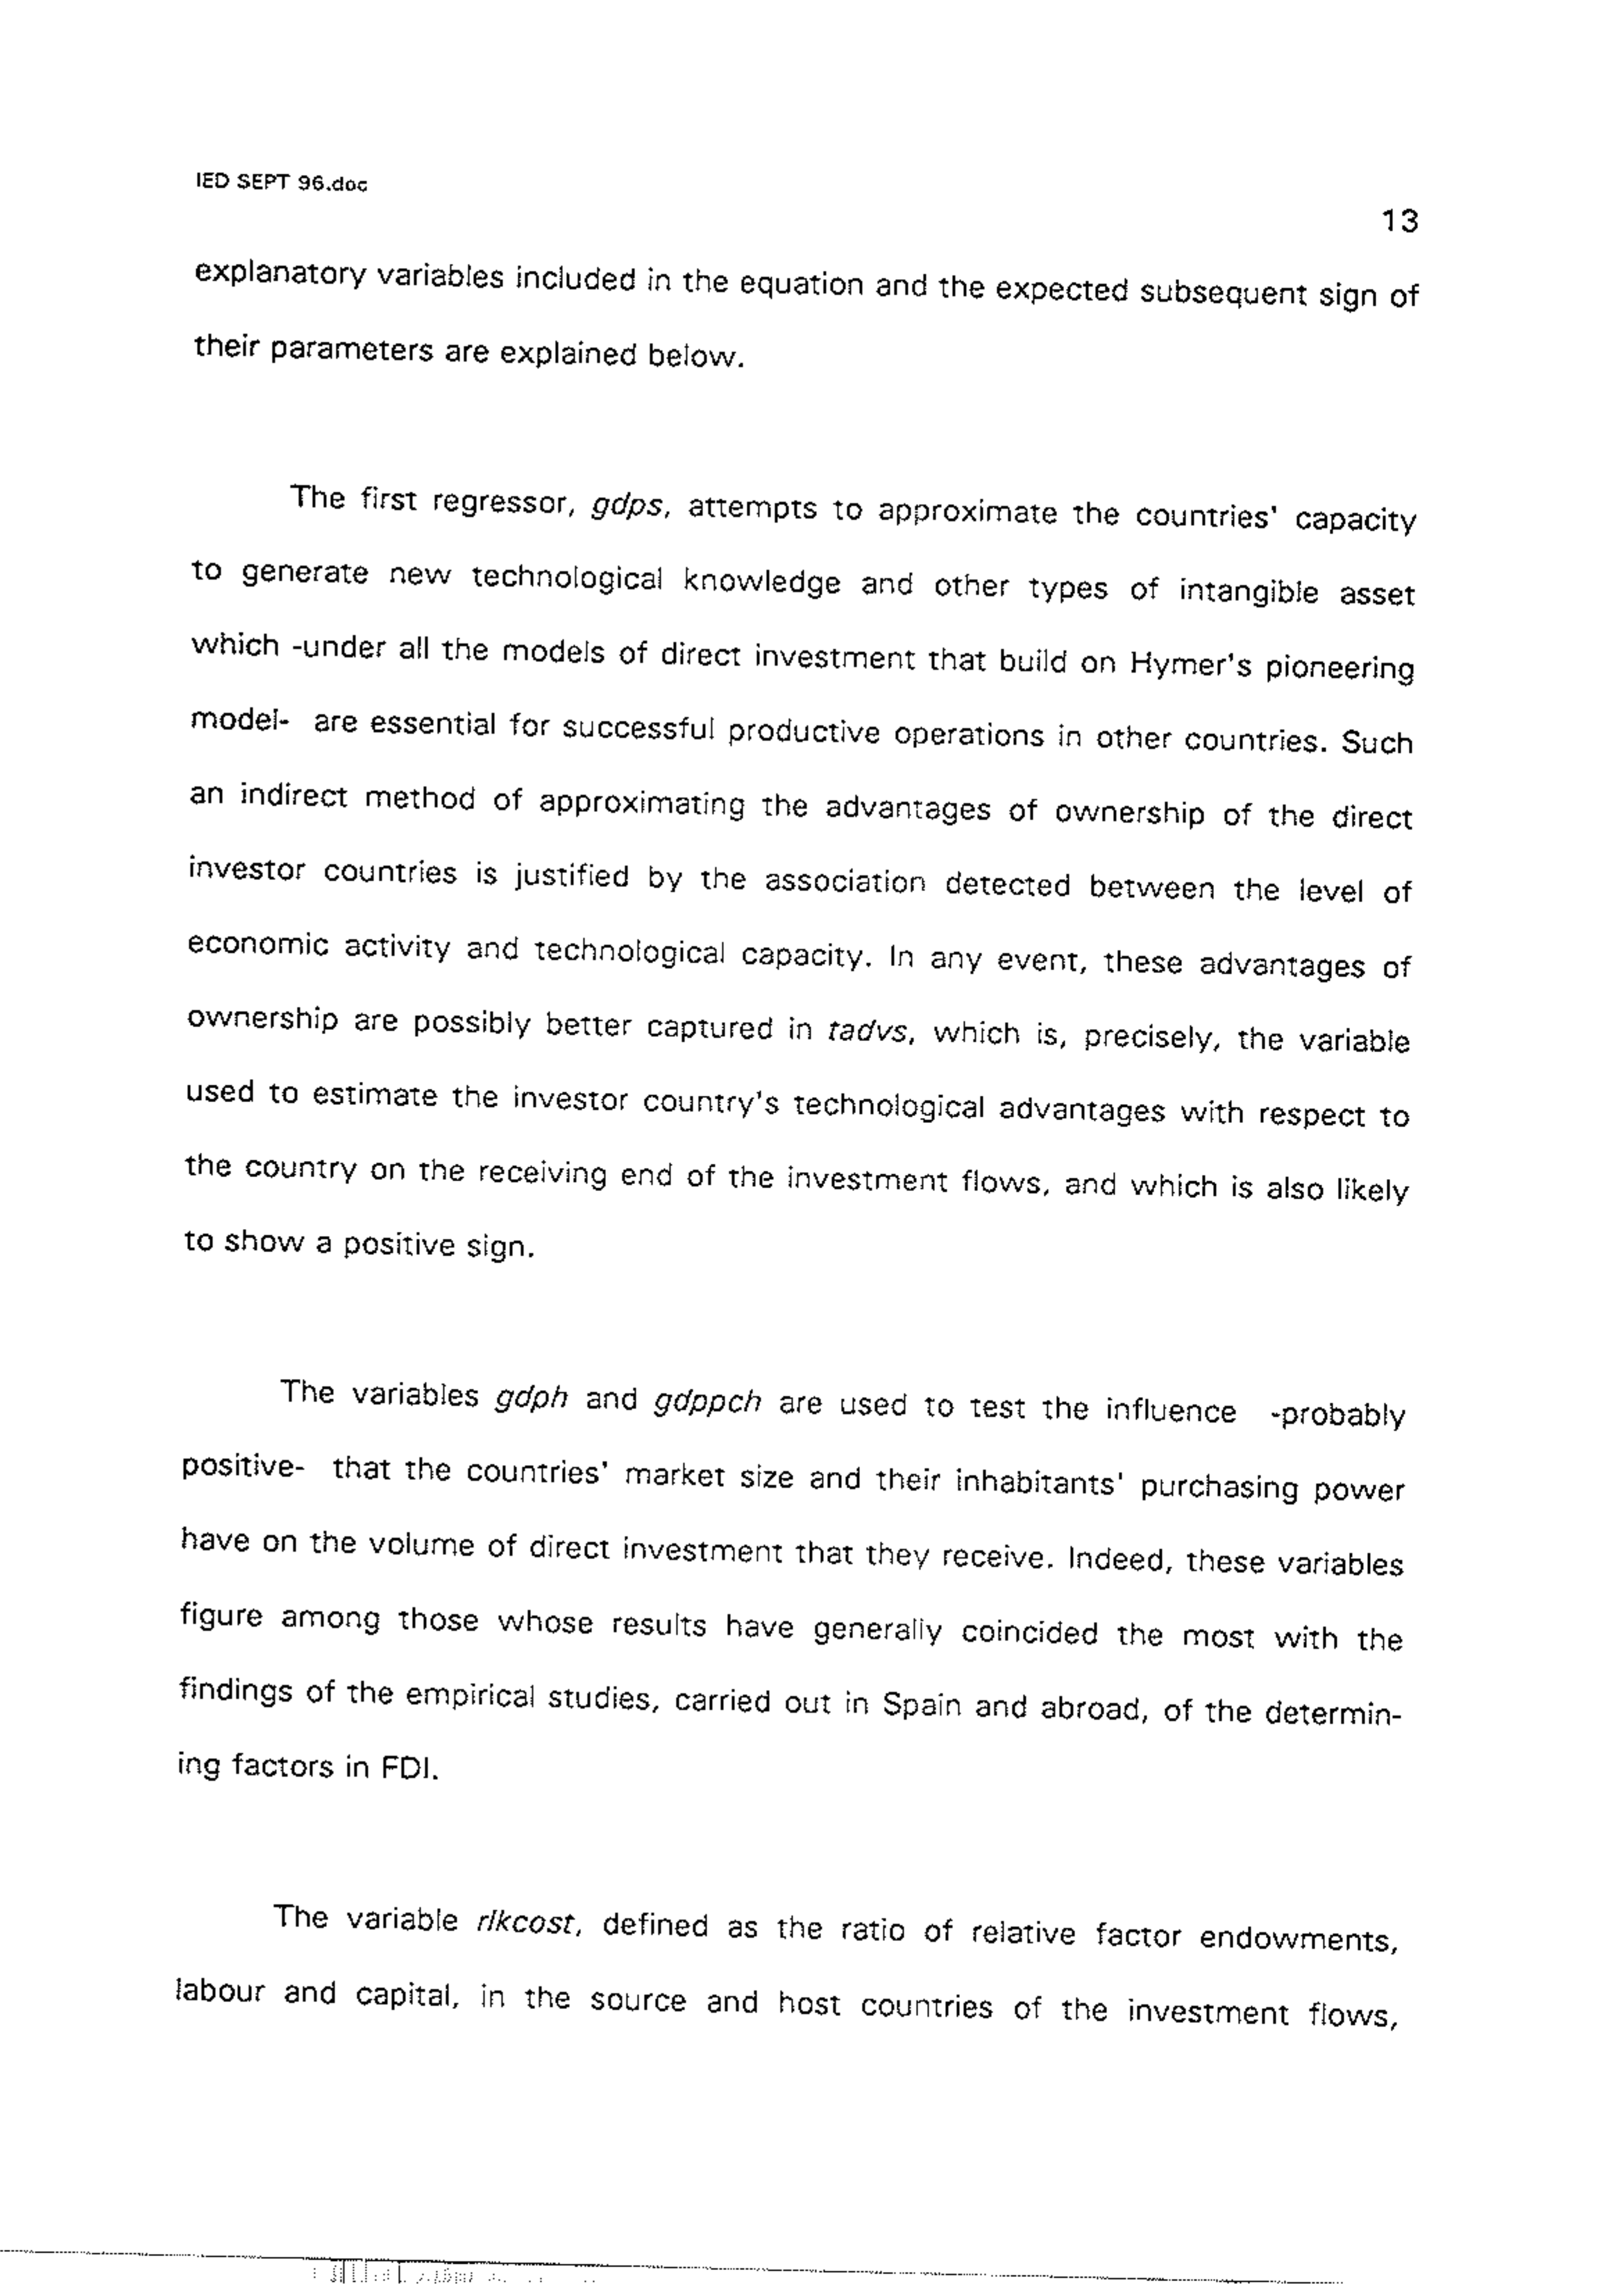 IED SEPT 96.doc
13
explanatory variables included in the equation and the expected subsequent sign of
their parameters are explained below.
The first regressor, gdps, attempts to approximate the countries' capacity
to generate new technological knowledge and other types of intangible asset
which -under all the models of direct investment that build on Hymer's pioneering
model- are essential for successful productive operations in other countries. Such
an indirect method of approximating the advantages of ownership of the direct
investor countries is justified by the association detected between the level of
economic activity and technological capacity. In any event, these advantages of
ownership are possibly better captured in tadvs, which is, precisely, the variable
used to estimate the investor country's technological advantages with respect to
the country on the receiving end of the investment flows, and which is also likely
to show a positive sign.
The variables gdph and gdppch are used to test the influence -probably
positive- that the countries' market size and their inhabitants' purchasing power
have on the volume of direct investment that they receive. Indeed, these variables
figure among those whose results have generally coincided the most with the
findings of the empirical studies, carried out in Spain and abroad, of the determin-
ing factors in FDI.
The variable rlkcost, defined as the ratio of relative factor endowments,
labour and capital, in the source and host countries of the investment flows,